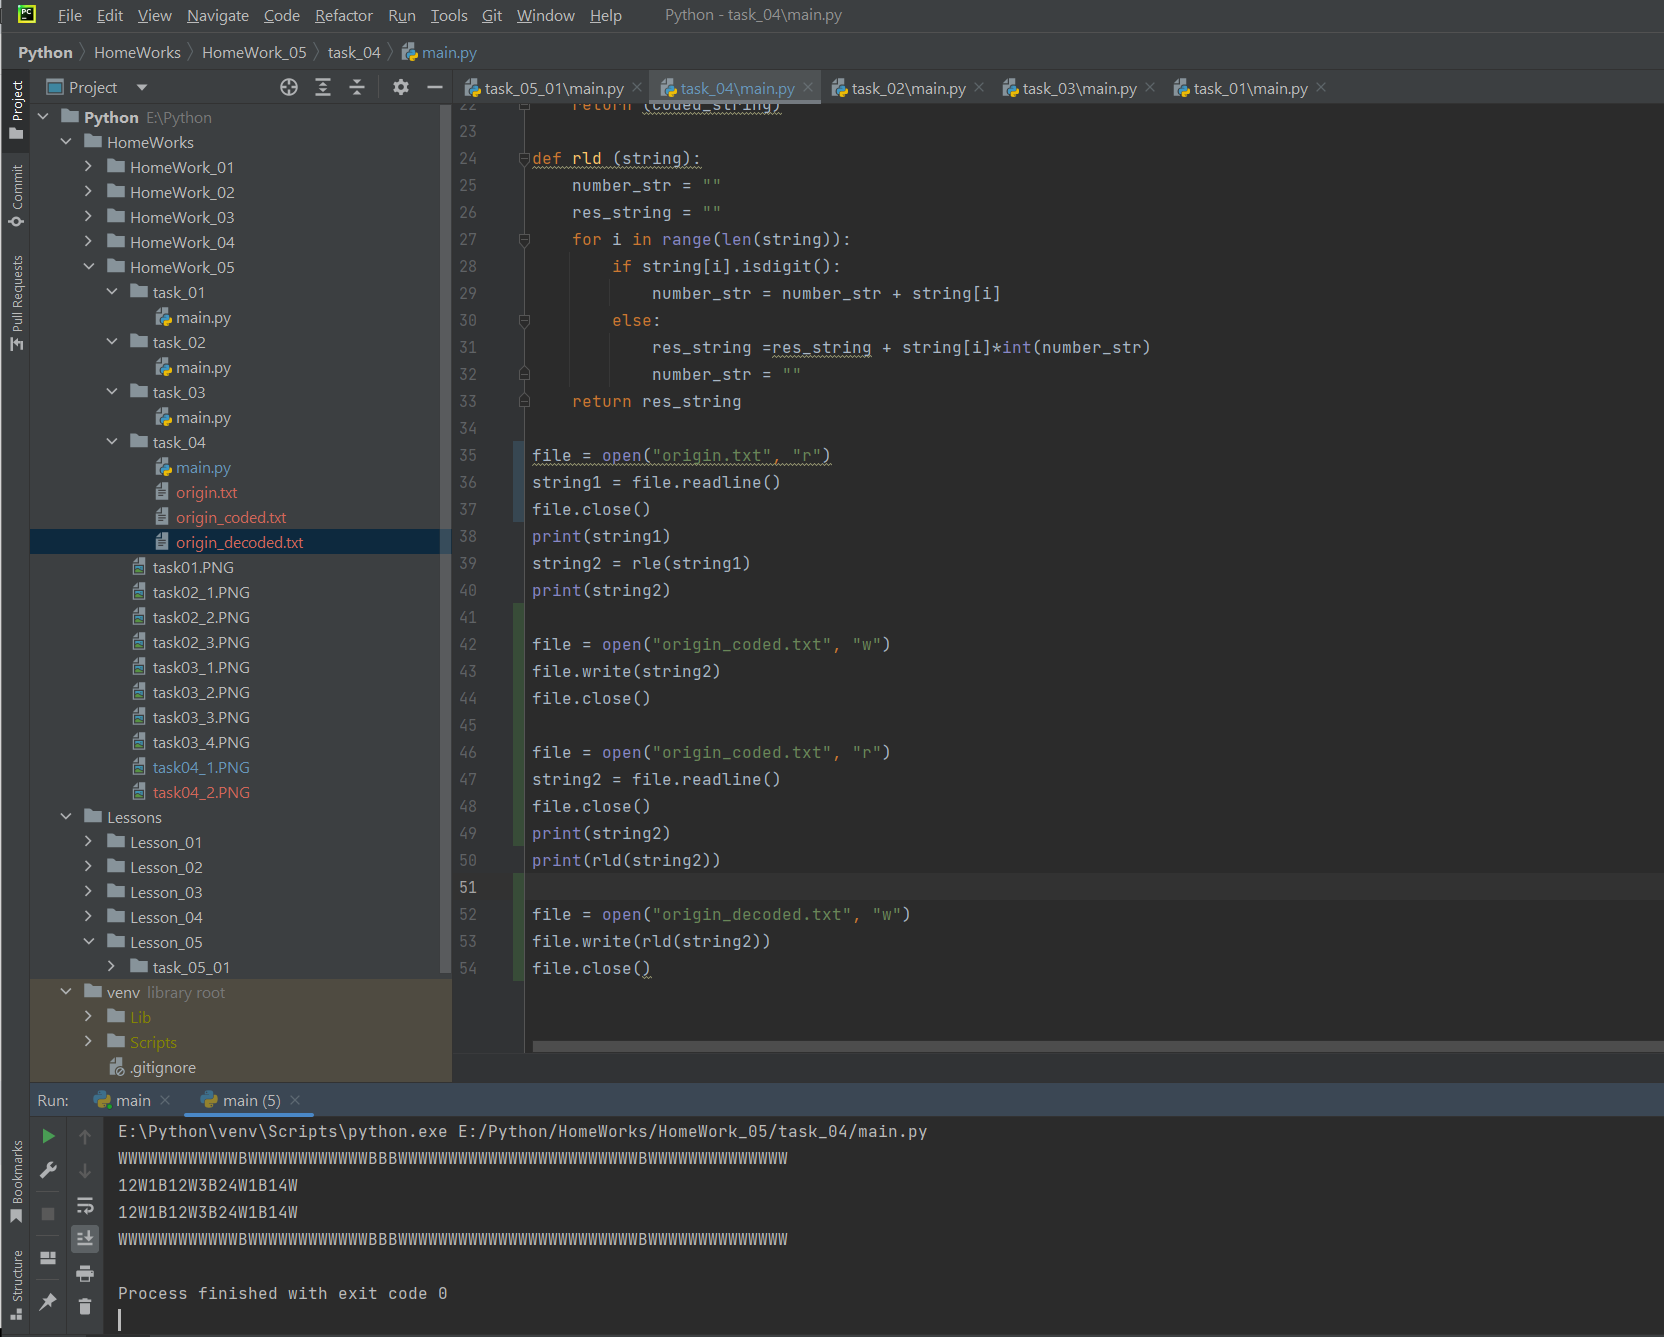 PC File Edit View Navigate Code Refactor Run Tools Git Window Help Python - task_04\main.py
Python HomeWorks HomeWork_05 task_04 main.py
Project
Commit
Pull Requests
Bookmarks
Structure
Project
Python E:\Python
HomeWorks
HomeWork_01
HomeWork_02
HomeWork_03
HomeWork_04
HomeWork_05
task_01
main.py
task_02
main.py
task_03
main.py
task_04
main.py
origin.txt
origin_coded.txt
origin_decoded.txt
task01.PNG
task02_1.PNG
task02_2.PNG
task02_3.PNG
task03_1.PNG
task03_2.PNG
task03_3.PNG
task03_4.PNG
task04_1.PNG
task04_2.PNG
Lessons
Lesson_01
Lesson_02
Lesson_03
Lesson_04
Lesson_05
task_05_01
venv library root
Lib
Scripts
.gitignore
task_05_01\main.py task_04\main.py task_02\main.py task_03\main.py task_01\main.py
22 return (coded_string)
23
24 def rld (string):
25 number_str = ""
26 res_string = ""
27 for i in range(len(string)):
28 if string[i].isdigit():
29 number_str = number_str + string[i]
30 else:
31 res_string =res_string + string[i]*int(number_str)
32 number_str = ""
33 return res_string
34
35 file = open("origin.txt", "r")
36 string1 = file.readline()
37 file.close()
38 print(string1)
39 string2 = rle(string1)
40 print(string2)
41
42 file = open("origin_coded.txt", "w")
43 file.write(string2)
44 file.close()
45
46 file = open("origin_coded.txt", "r")
47 string2 = file.readline()
48 file.close()
49 print(string2)
50 print(rld(string2))
51
52 file = open("origin_decoded.txt", "w")
53 file.write(rld(string2))
54 file.close()
Run: main main (5)
E:\Python\venv\Scripts\python.exe E:/Python/HomeWorks/HomeWork_05/task_04/main.py
WWWWWWWWWWWWBWWWWWWWWWWWWBBBWWWWWWWWWWWWWWWWWWWWWWWWBWWWWWWWWWWWWWW
12W1B12W3B24W1B14W
12W1B12W3B24W1B14W
WWWWWWWWWWWWBWWWWWWWWWWWWBBBWWWWWWWWWWWWWWWWWWWWWWWWBWWWWWWWWWWWWWW
Process finished with exit code 0